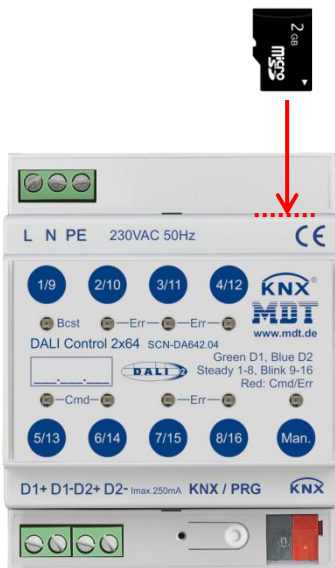 2 GB
micro SD
L N PE 230VAC 50Hz CE
1/9 2/10 3/11 4/12 KNX®
MDT
Bcst Err Err
www.mdt.de
DALI Control 2x64 SCN-DA642.04
Green D1, Blue D2
DALI 2 Steady 1-8, Blink 9-16
Red: Cmd/Err
Cmd Err
5/13 6/14 7/15 8/16 Man.
D1+ D1-D2+ D2- Imax.250mA KNX / PRG KNX